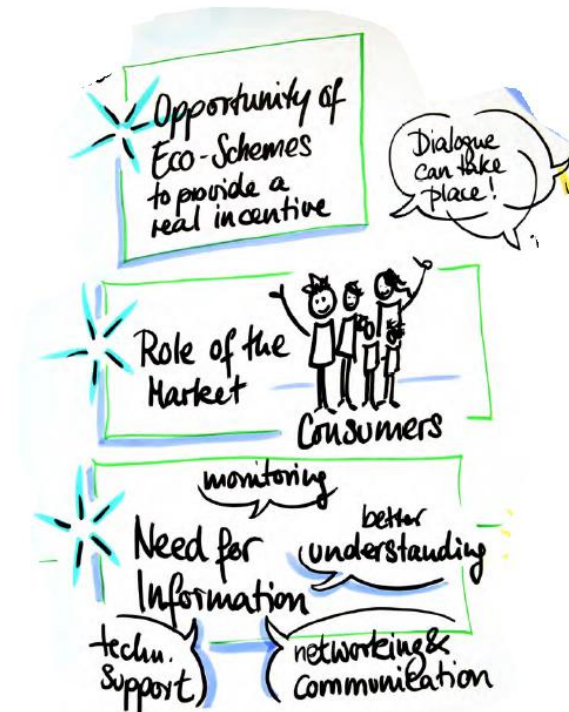 Opportunity of
Eco-Schemes
to provide a
real incentive
Dialogue
can take
place!
Role of the
Market
Consumers
monitoring
Need for
Information
better
understanding
techn.
Support
networking &
Communication